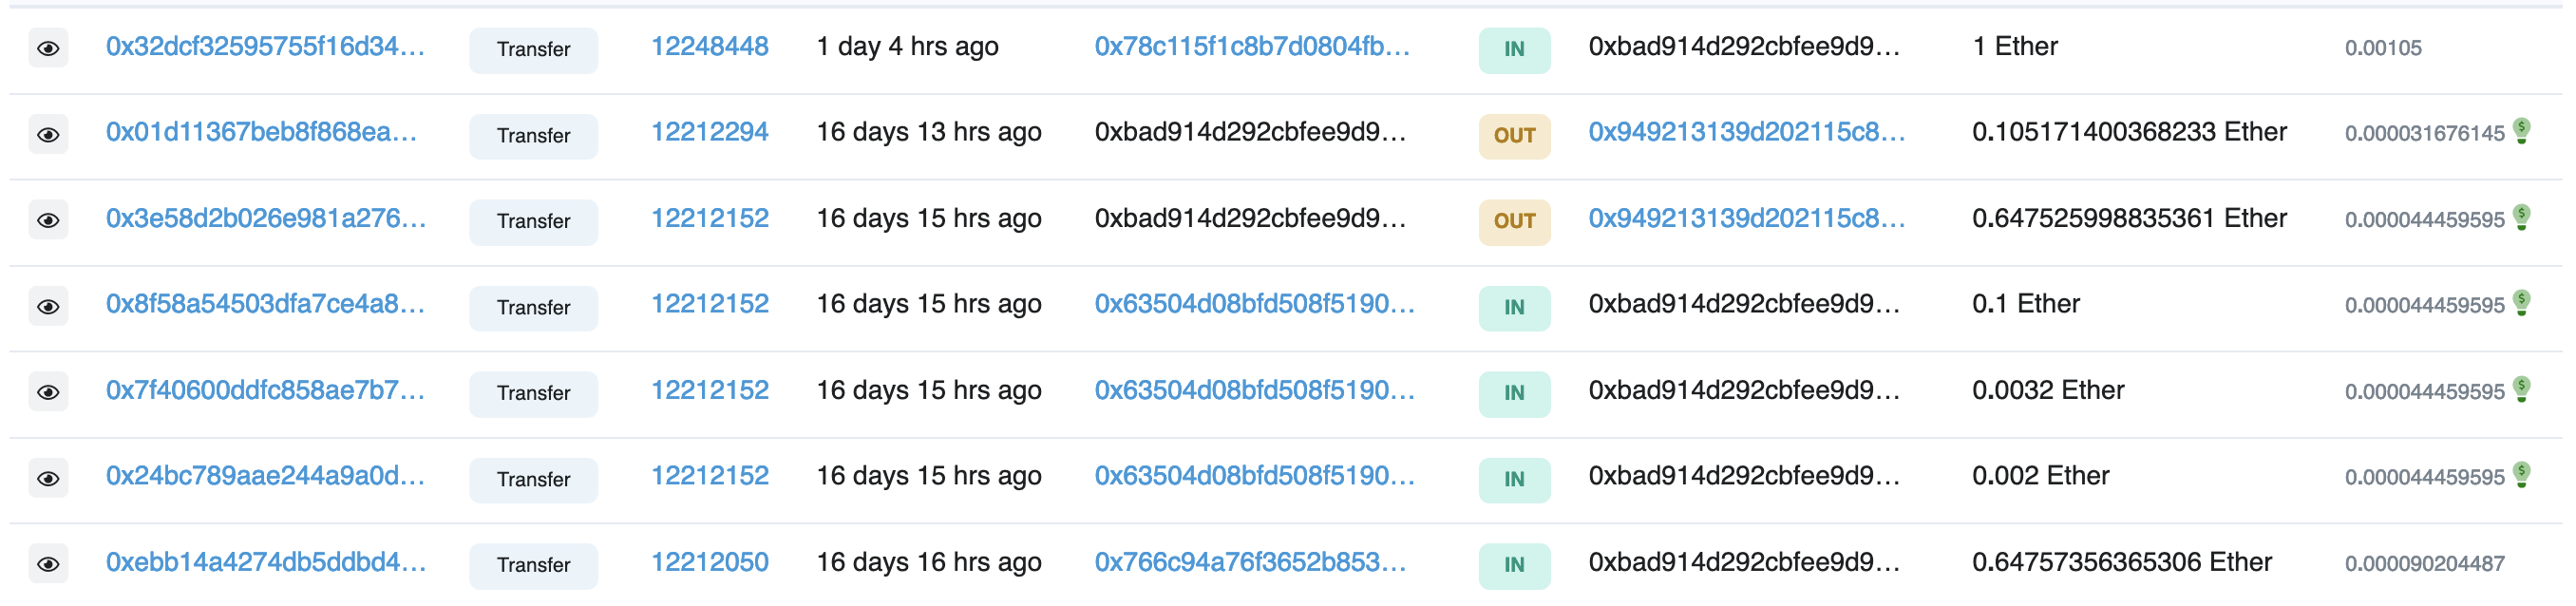 0x32dcf32595755f16d34... Transfer 12248448 1 day 4 hrs ago 0x78c115f1c8b7d0804fb... IN 0xbad914d292cbfee9d9... 1 Ether 0.00105
0x01d11367beb8f868ea... Transfer 12212294 16 days 13 hrs ago 0xbad914d292cbfee9d9... OUT 0x949213139d202115c8... 0.105171400368233 Ether 0.000031676145
0x3e58d2b026e981a276... Transfer 12212152 16 days 15 hrs ago 0xbad914d292cbfee9d9... OUT 0x949213139d202115c8... 0.647525998835361 Ether 0.000044459595
0x8f58a54503dfa7ce4a8... Transfer 12212152 16 days 15 hrs ago 0x63504d08bfd508f5190... IN 0xbad914d292cbfee9d9... 0.1 Ether 0.000044459595
0x7f40600ddfc858ae7b7... Transfer 12212152 16 days 15 hrs ago 0x63504d08bfd508f5190... IN 0xbad914d292cbfee9d9... 0.0032 Ether 0.000044459595
0x24bc789aae244a9a0d... Transfer 12212152 16 days 15 hrs ago 0x63504d08bfd508f5190... IN 0xbad914d292cbfee9d9... 0.002 Ether 0.000044459595
0xebb14a4274db5ddbd4... Transfer 12212050 16 days 16 hrs ago 0x766c94a76f3652b853... IN 0xbad914d292cbfee9d9... 0.64757356365306 Ether 0.000090204487